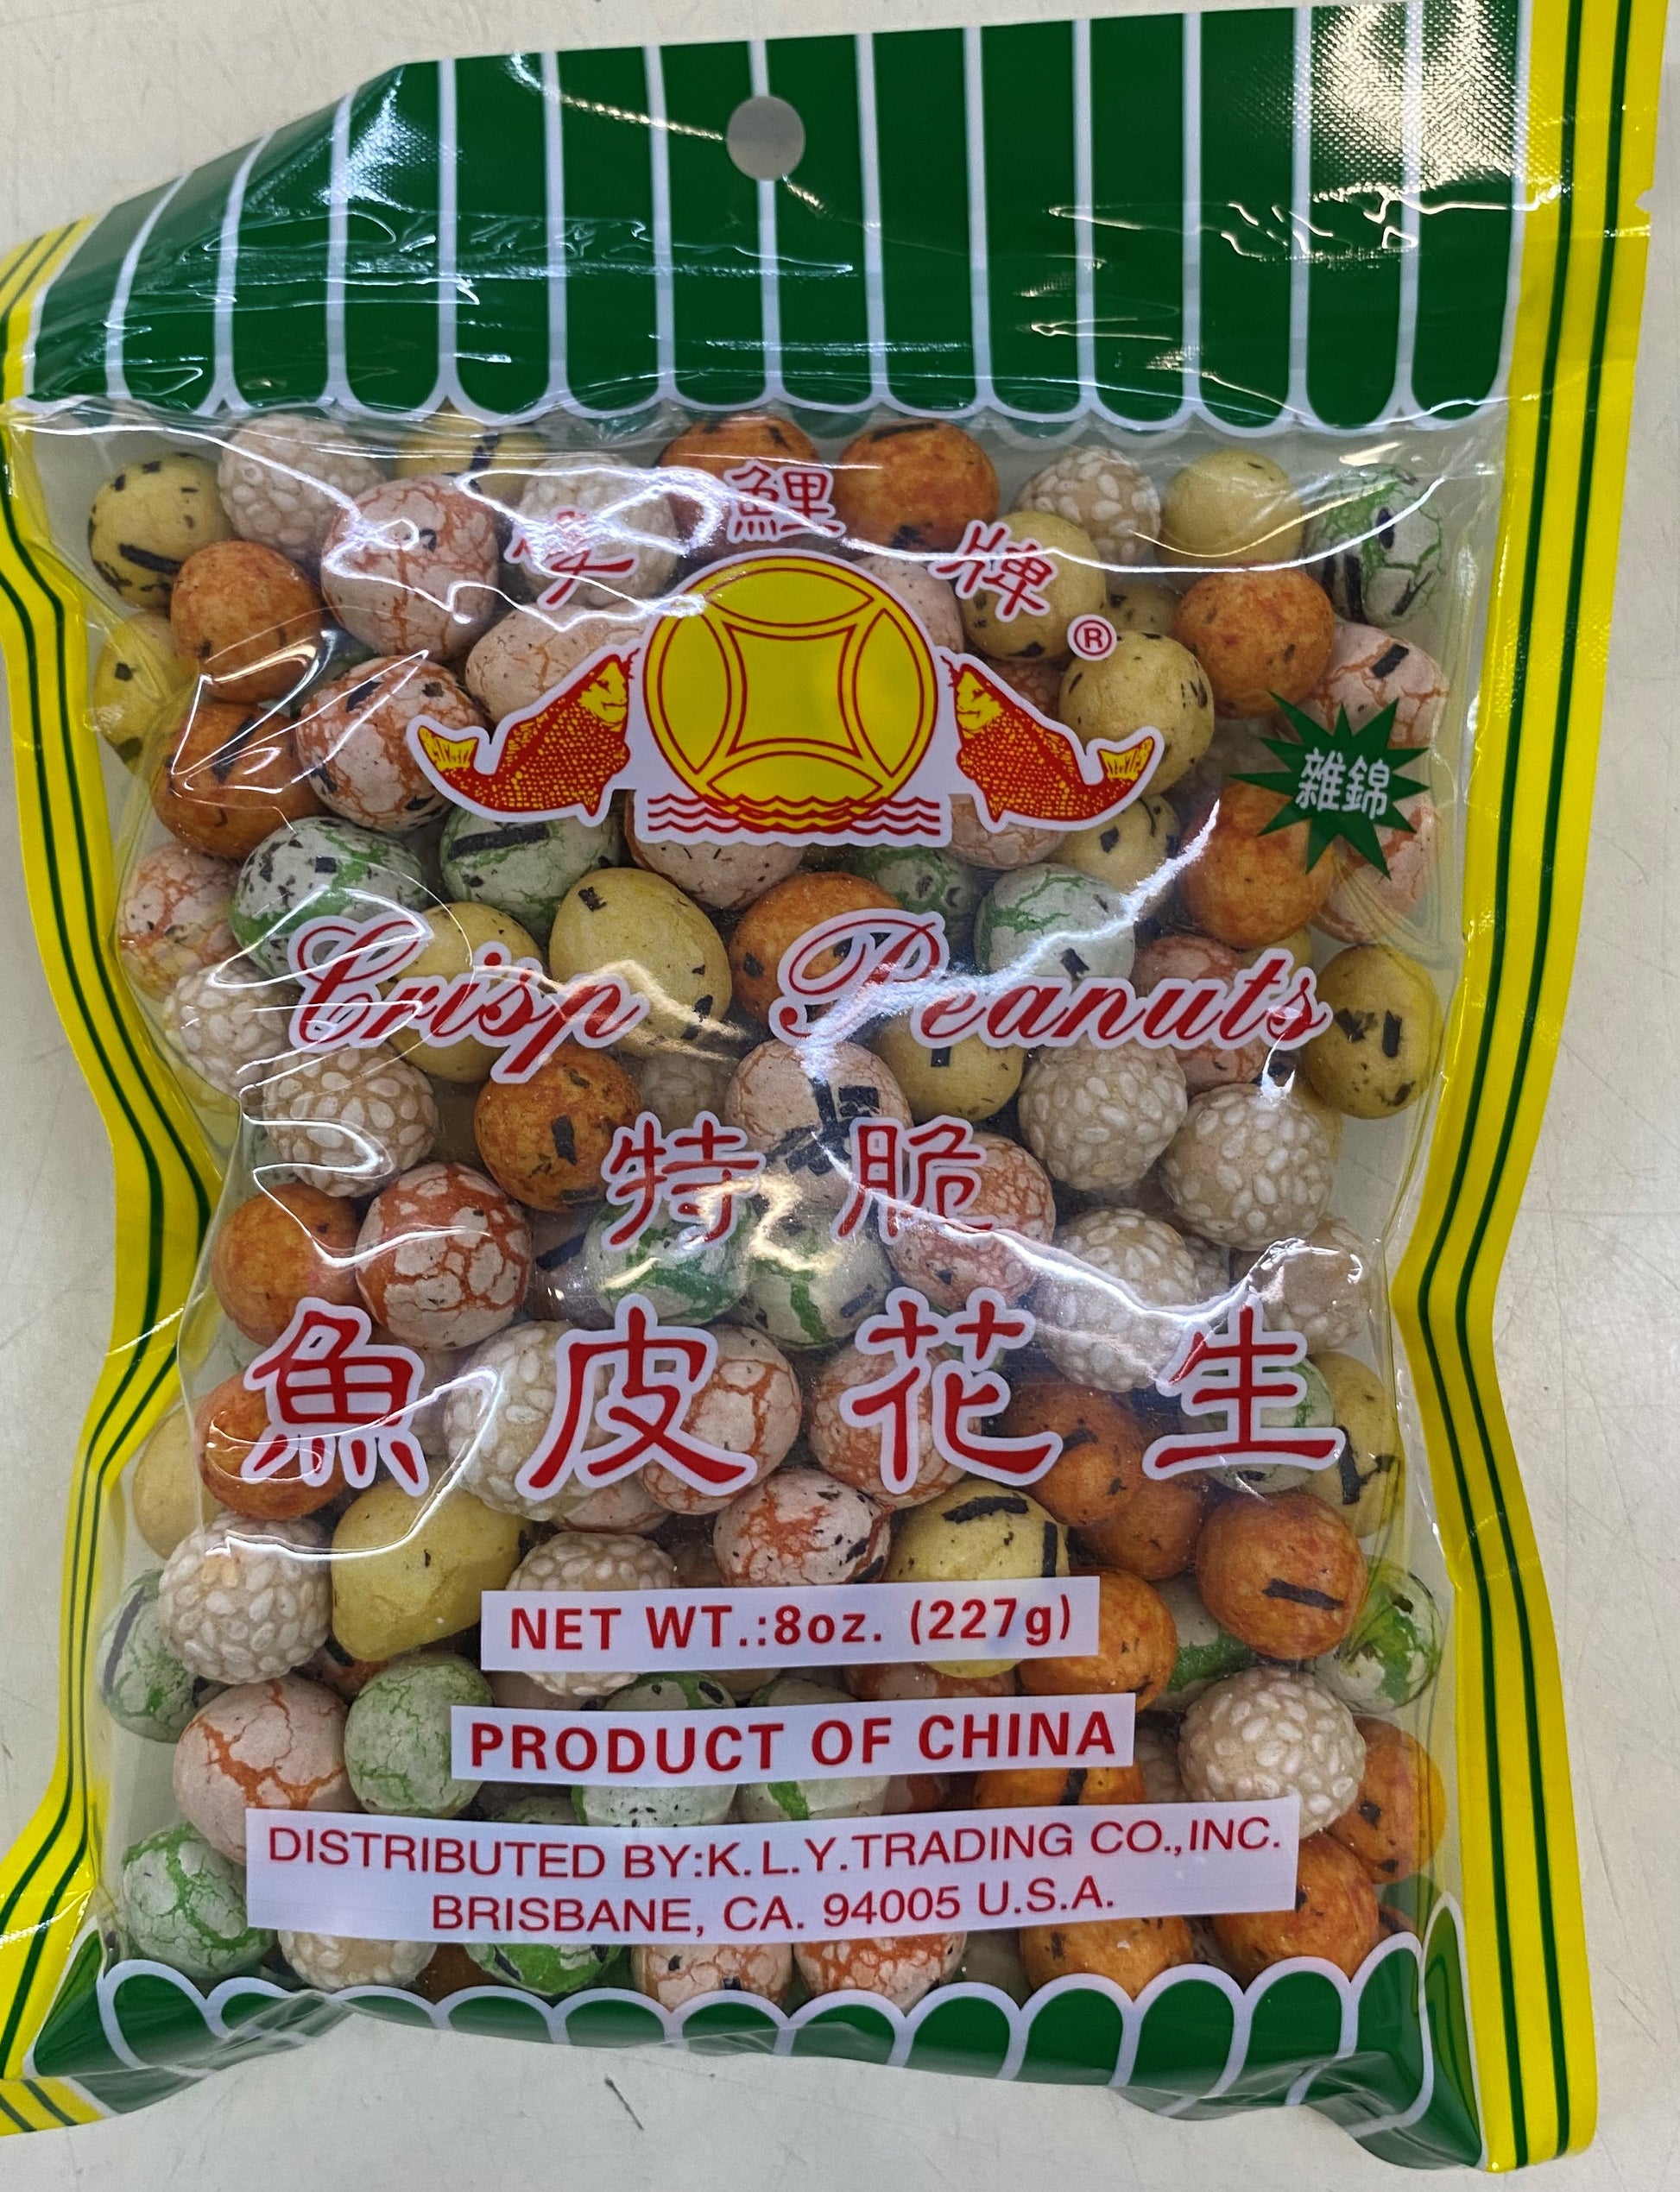 雙鯉牌
®
雜錦
Crisp Peanuts
特脆
魚皮花生
NET WT.:8oz. (227g)
PRODUCT OF CHINA
DISTRIBUTED BY:K.L.Y.TRADING CO.,INC.
BRISBANE, CA. 94005 U.S.A.